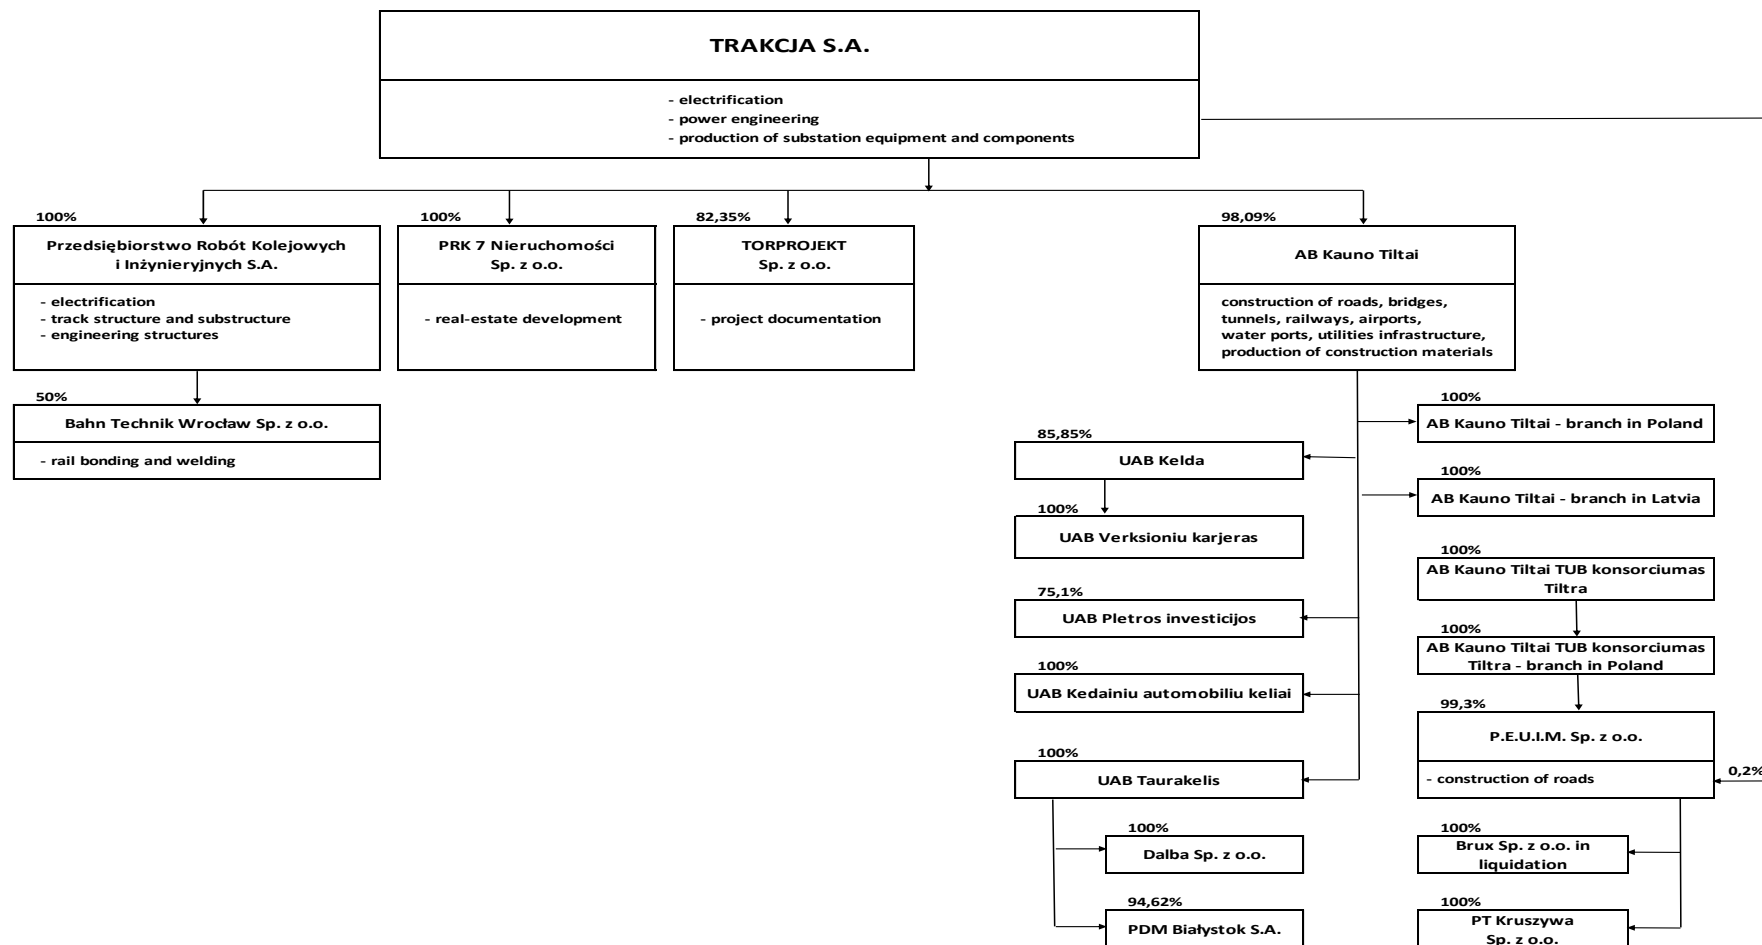 TRAKCJA S.A.
- electrification
- power engineering
- production of substation equipment and components
100%
Przedsiębiorstwo Robót Kolejowych
i Inżynieryjnych S.A.
- electrification
- track structure and substructure
- engineering structures
50%
Bahn Technik Wrocław Sp. z o.o.
- rail bonding and welding
100%
PRK 7 Nieruchomości
Sp. z o.o.
- real-estate development
82,35%
TORPROJEKT
Sp. z o.o.
- project documentation
98,09%
AB Kauno Tiltai
construction of roads, bridges,
tunnels, railways, airports,
water ports, utilities infrastructure,
production of construction materials
85,85%
UAB Kelda
100%
UAB Verksioniu karjeras
75,1%
UAB Pletros investicijos
100%
UAB Kedainiu automobiliu keliai
100%
UAB Taurakelis
100%
Dalba Sp. z o.o.
94,62%
PDM Białystok S.A.
100%
AB Kauno Tiltai - branch in Poland
100%
AB Kauno Tiltai - branch in Latvia
100%
AB Kauno Tiltai TUB konsorciumas
Tiltra
100%
AB Kauno Tiltai TUB konsorciumas
Tiltra - branch in Poland
99,3%
P.E.U.I.M. Sp. z o.o.
- construction of roads
0,2%
100%
Brux Sp. z o.o. in
liquidation
100%
PT Kruszywa
Sp. z o.o.